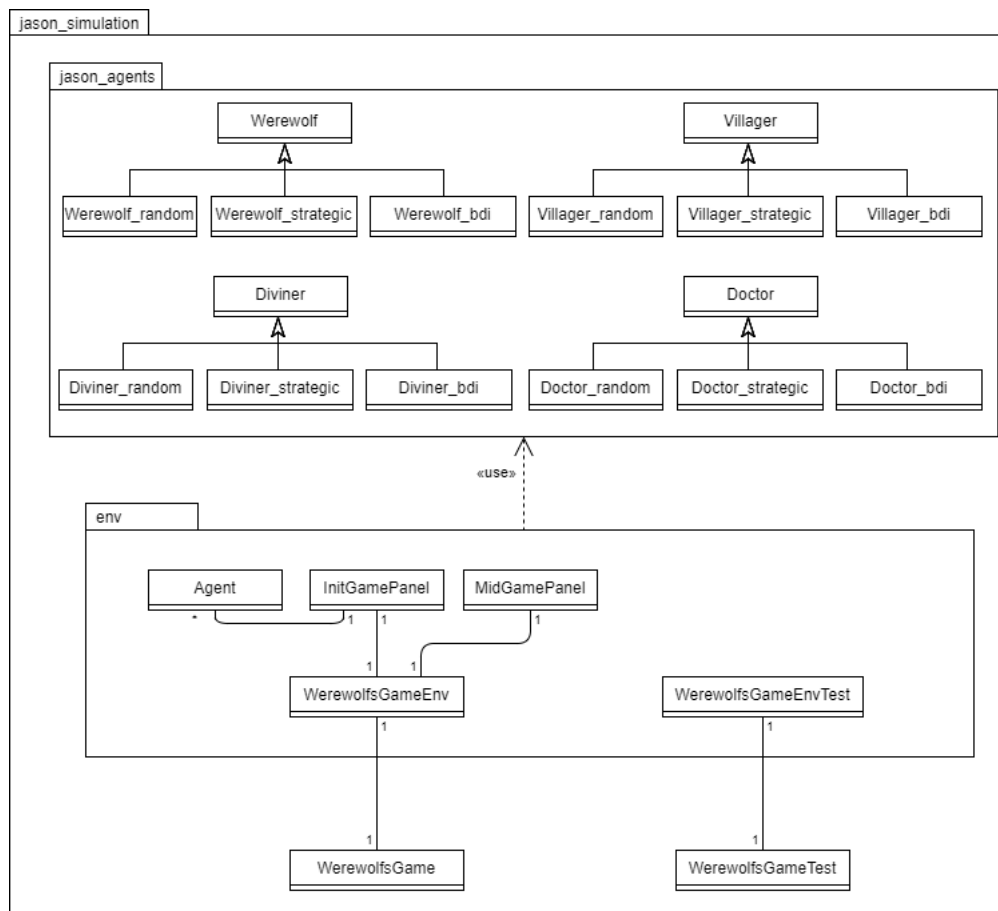 jason_simulation
jason_agents
Werewolf
Villager
Werewolf_random
Werewolf_strategic
Werewolf_bdi
Villager_random
Villager_strategic
Villager_bdi
Diviner
Doctor
Diviner_random
Diviner_strategic
Diviner_bdi
Doctor_random
Doctor_strategic
Doctor_bdi
«use»
env
Agent
InitGamePanel
MidGamePanel
*
1
1
1
1
1
WerewolfsGameEnv
WerewolfsGameEnvTest
1
1
1
1
WerewolfsGame
WerewolfsGameTest